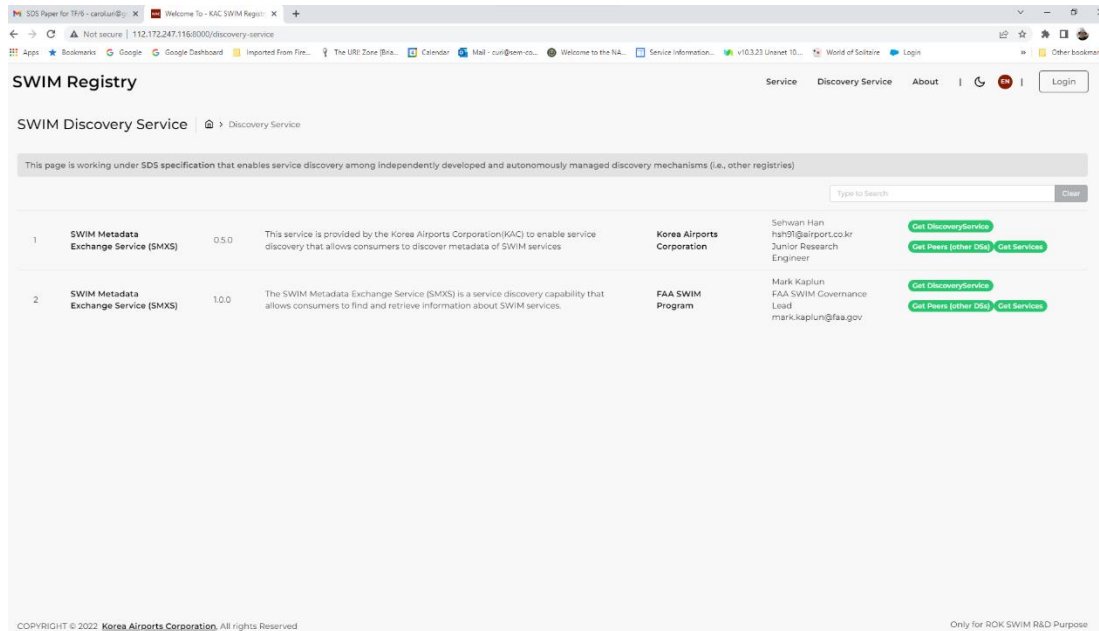 SDS Paper for TF/6 - carolun@g
Welcome To - KAC SWIM Regist
Not secure | 112.172.247.116:8000/discovery-service
Apps Bookmarks Google Google Dashboard Imported From Fire... The URI! Zone (Bria... Calendar Mail - curi@sem-co... Welcome to the NA... Service Information... v10.3.23 Unanet 10... World of Solitaire Login Other bookmar
SWIM Registry
Service Discovery Service About | EN | Login
SWIM Discovery Service
> Discovery Service
This page is working under SDS specification that enables service discovery among independently developed and autonomously managed discovery mechanisms (i.e., other registries)
Type to Search Clear
1
SWIM Metadata
Exchange Service (SMXS)
0.5.0
This service is provided by the Korea Airports Corporation(KAC) to enable service
discovery that allows consumers to discover metadata of SWIM services
Korea Airports
Corporation
Sehwan Han
hsh91@airport.co.kr
Junior Research
Engineer
Get DiscoveryService
Get Peers (other DSs) Get Services
2
SWIM Metadata
Exchange Service (SMXS)
1.0.0
The SWIM Metadata Exchange Service (SMXS) is a service discovery capability that
allows consumers to find and retrieve information about SWIM services.
FAA SWIM
Program
Mark Kaplun
FAA SWIM Governance
Lead
mark.kaplun@faa.gov
Get DiscoveryService
Get Peers (other DSs) Get Services
COPYRIGHT © 2022 Korea Airports Corporation, All rights Reserved
Only for ROK SWIM R&D Purpose